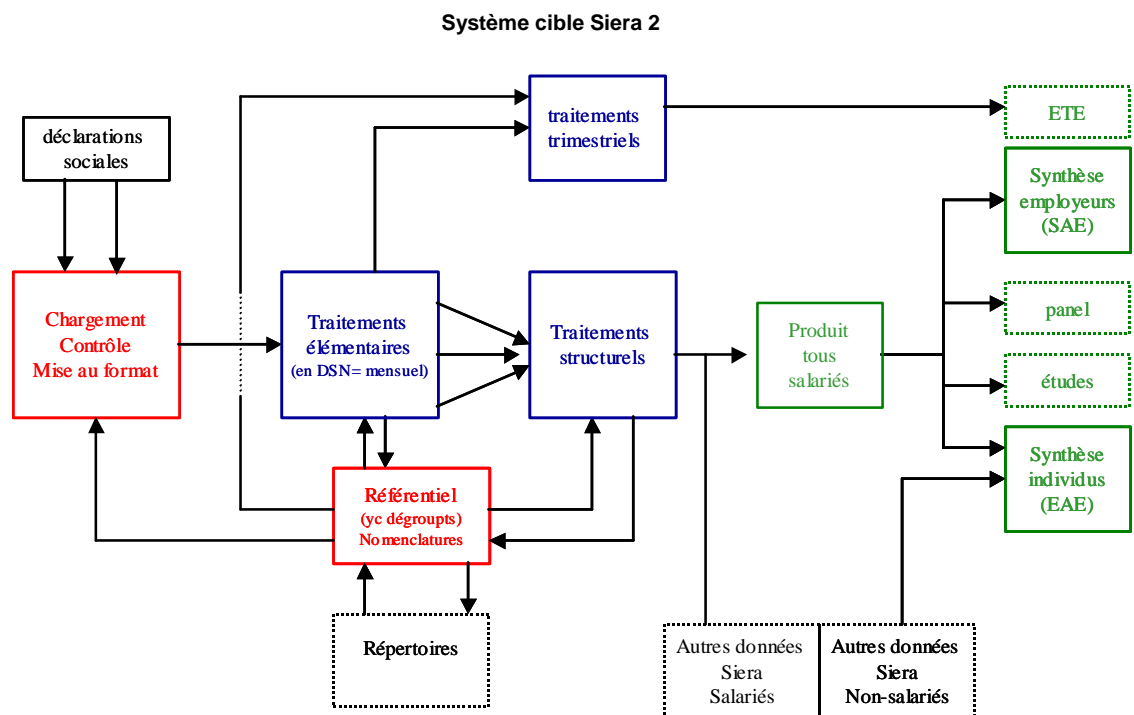 Système cible Siera 2
déclarations
sociales
traitements
trimestriels
ETE
Synthèse
employeurs
(SAE)
Chargement
Contrôle
Mise au format
Traitements
élémentaires
(en DSN= mensuel)
Traitements
structurels
Produit
tous
salariés
panel
études
Synthèse
individus
(EAE)
Référentiel
(yc dégroupts)
Nomenclatures
Répertoires
Autres données
Siera
Salariés
Autres données
Siera
Non-salariés